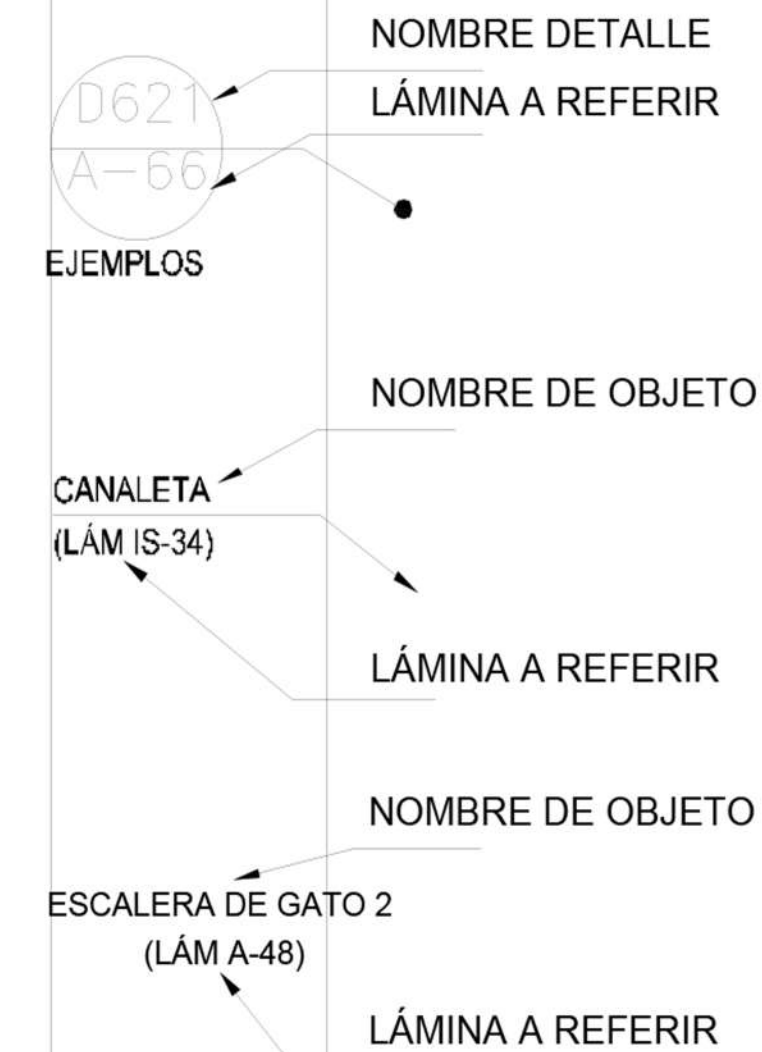 NOMBRE DETALLE
D621
LÁMINA A REFERIR
A-66
EJEMPLOS
NOMBRE DE OBJETO
CANALETA
(LÁM IS-34)
LÁMINA A REFERIR
NOMBRE DE OBJETO
ESCALERA DE GATO 2
(LÁM A-48)
LÁMINA A REFERIR